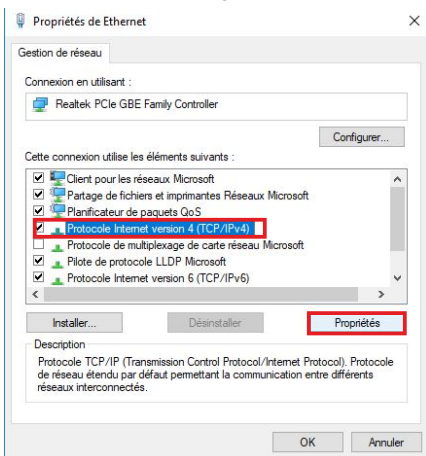 Propriétés de Ethernet
Gestion de réseau
Connexion en utilisant :
Realtek PCIe GBE Family Controller
Configurer...
Cette connexion utilise les éléments suivants :
Client pour les réseaux Microsoft
Partage de fichiers et imprimantes Réseaux Microsoft
Planificateur de paquets QoS
Protocole Internet version 4 (TCP/IPv4)
Protocole de multiplexage de carte réseau Microsoft
Pilote de protocole LLDP Microsoft
Protocole Internet version 6 (TCP/IPv6)
Installer...
Désinstaller
Propriétés
Description
Protocole TCP/IP (Transmission Control Protocol/Internet Protocol). Protocole
de réseau étendu par défaut permettant la communication entre différents
réseaux interconnectés.
OK
Annuler